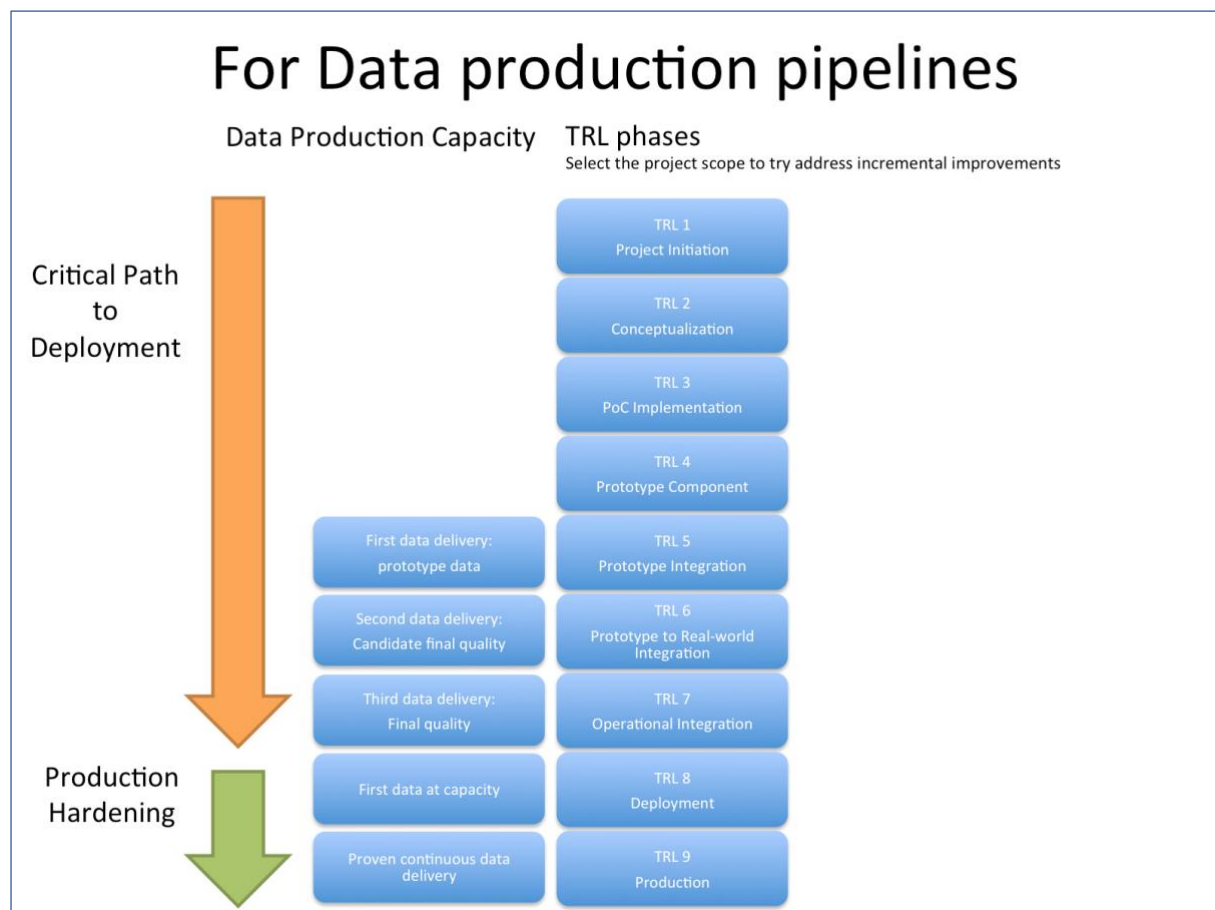 For Data production pipelines
Data Production Capacity
TRL phases
Select the project scope to try address incremental improvements
Critical Path
to
Deployment
TRL 1
Project Initiation
TRL 2
Conceptualization
TRL 3
PoC Implementation
TRL 4
Prototype Component
First data delivery:
prototype data
TRL 5
Prototype Integration
Second data delivery:
Candidate final quality
TRL 6
Prototype to Real-world
Integration
Third data delivery:
Final quality
TRL 7
Operational Integration
Production
Hardening
First data at capacity
TRL 8
Deployment
Proven continuous data
delivery
TRL 9
Production